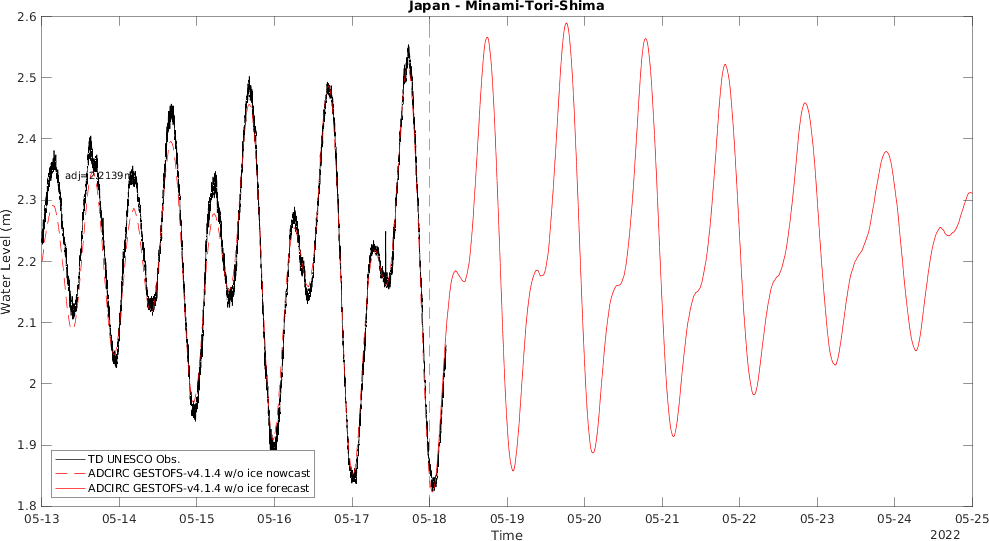 Japan - Minami-Tori-Shima
Water Level (m)
2.6
2.5
2.4
2.3
2.2
2.1
2
1.9
1.8
adj=2.2139m
TD UNESCO Obs.
ADCIRC GESTOFS-v4.1.4 w/o ice nowcast
ADCIRC GESTOFS-v4.1.4 w/o ice forecast
05-13 05-14 05-15 05-16 05-17 05-18 05-19 05-20 05-21 05-22 05-23 05-24 05-25
Time
2022